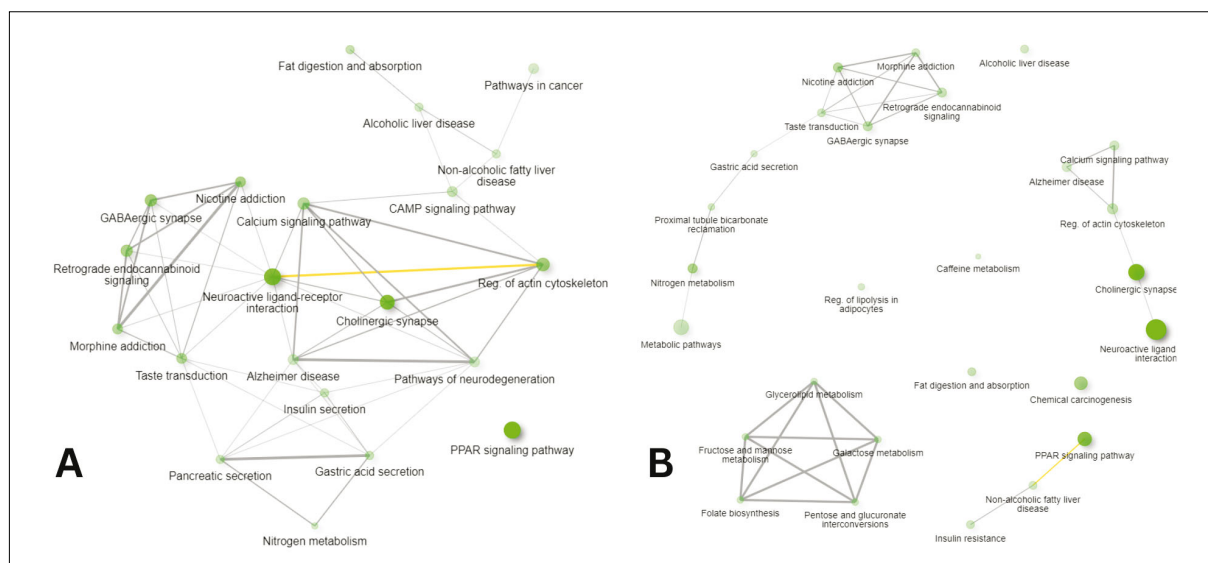 Fat digestion and absorption
Pathways in cancer
Alcoholic liver disease
Non-alcoholic fatty liver
disease
Nicotine addiction
GABAergic synapse
Calcium signaling pathway
CAMP signaling pathway
Retrograde endocannabinoid
signaling
Neuroactive ligand-receptor
interaction
Reg. of actin cytoskeleton
Cholinergic synapse
Morphine addiction
Taste transduction
Alzheimer disease
Pathways of neurodegeneration
Insulin secretion
PPAR signaling pathway
A
Pancreatic secretion
Gastric acid secretion
Nitrogen metabolism
Morphine addiction
Alcoholic liver disease
Nicotine addiction
Retrograde endocannabinoid
signaling
Taste transduction
GABAergic synapse
Gastric acid secretion
Calcium signaling pathway
Alzheimer disease
Proximal tubule bicarbonate
reclamation
Reg. of actin cytoskeleton
Caffeine metabolism
Nitrogen metabolism
Cholinergic synapse
Reg. of lipolysis in
adipocytes
Metabolic pathways
Neuroactive ligand
interaction
Fat digestion and absorption
Glycerolipid metabolism
Chemical carcinogenesis
Fructose and mannose
metabolism
Galactose metabolism
B
PPAR signaling pathway
Non-alcoholic fatty liver
disease
Folate biosynthesis
Pentose and glucuronate
interconversions
Insulin resistance